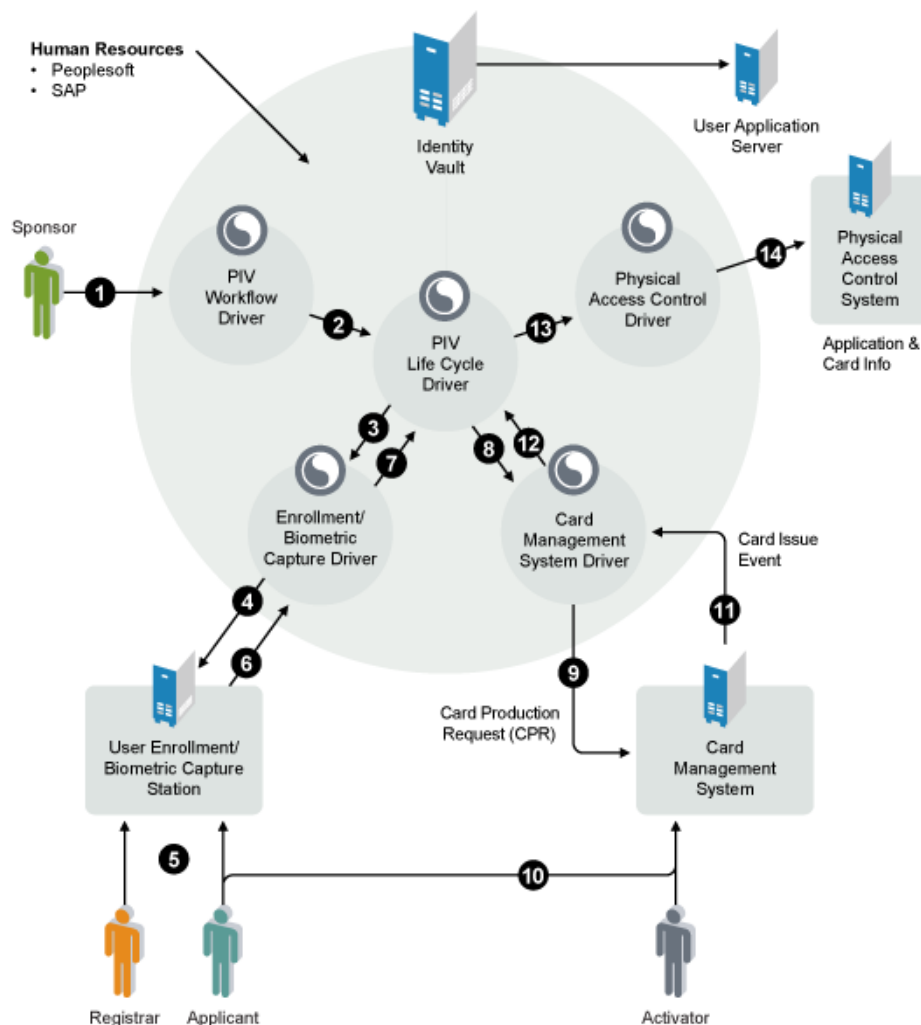 Human Resources
• Peoplesoft
• SAP
Identity
Vault
User Application
Server
Sponsor
1
PIV
Workflow
Driver
2
PIV
Life Cycle
Driver
13
Physical
Access Control
Driver
14
Physical
Access
Control
System
Application &
Card Info
3
7
8
12
Enrollment/
Biometric
Capture Driver
Card
Management
System Driver
Card Issue
Event
4
6
11
9
Card Production
Request (CPR)
User Enrollment/
Biometric Capture
Station
Card
Management
System
5
10
Registrar
Applicant
Activator